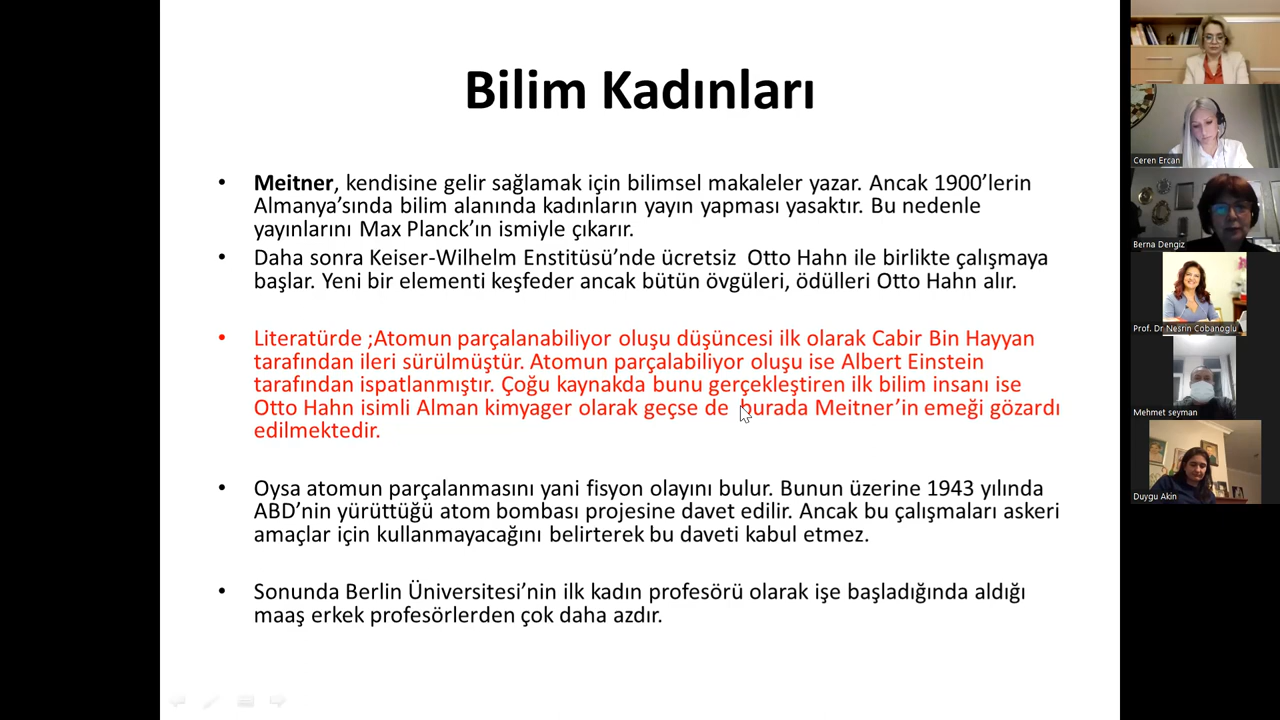 Bilim Kadınları
• Meitner, kendisine gelir sağlamak için bilimsel makaleler yazar. Ancak 1900’lerin
Almanya’sında bilim alanında kadınların yayın yapması yasaktır. Bu nedenle
yayınlarını Max Planck’ın ismiyle çıkarır.
• Daha sonra Keiser-Wilhelm Enstitüsü’nde ücretsiz  Otto Hahn ile birlikte çalışmaya
başlar. Yeni bir elementi keşfeder ancak bütün övgüleri, ödülleri Otto Hahn alır.
• Literatürde ;Atomun parçalanabiliyor oluşu düşüncesi ilk olarak Cabir Bin Hayyan
tarafından ileri sürülmüştür. Atomun parçalabiliyor oluşu ise Albert Einstein
tarafından ispatlanmıştır. Çoğu kaynakda bunu gerçekleştiren ilk bilim insanı ise
Otto Hahn isimli Alman kimyager olarak geçse de  burada Meitner’in emeği gözardı
edilmektedir.
• Oysa atomun parçalanmasını yani fisyon olayını bulur. Bunun üzerine 1943 yılında
ABD’nin yürüttüğü atom bombası projesine davet edilir. Ancak bu çalışmaları askeri
amaçlar için kullanmayacağını belirterek bu daveti kabul etmez.
• Sonunda Berlin Üniversitesi’nin ilk kadın profesörü olarak işe başladığında aldığı
maaş erkek profesörlerden çok daha azdır.
Ceren Ercan
Berna Dengiz
Prof. Dr Nesrin Cobanoglu
Mehmet seyman
Duygu Akin